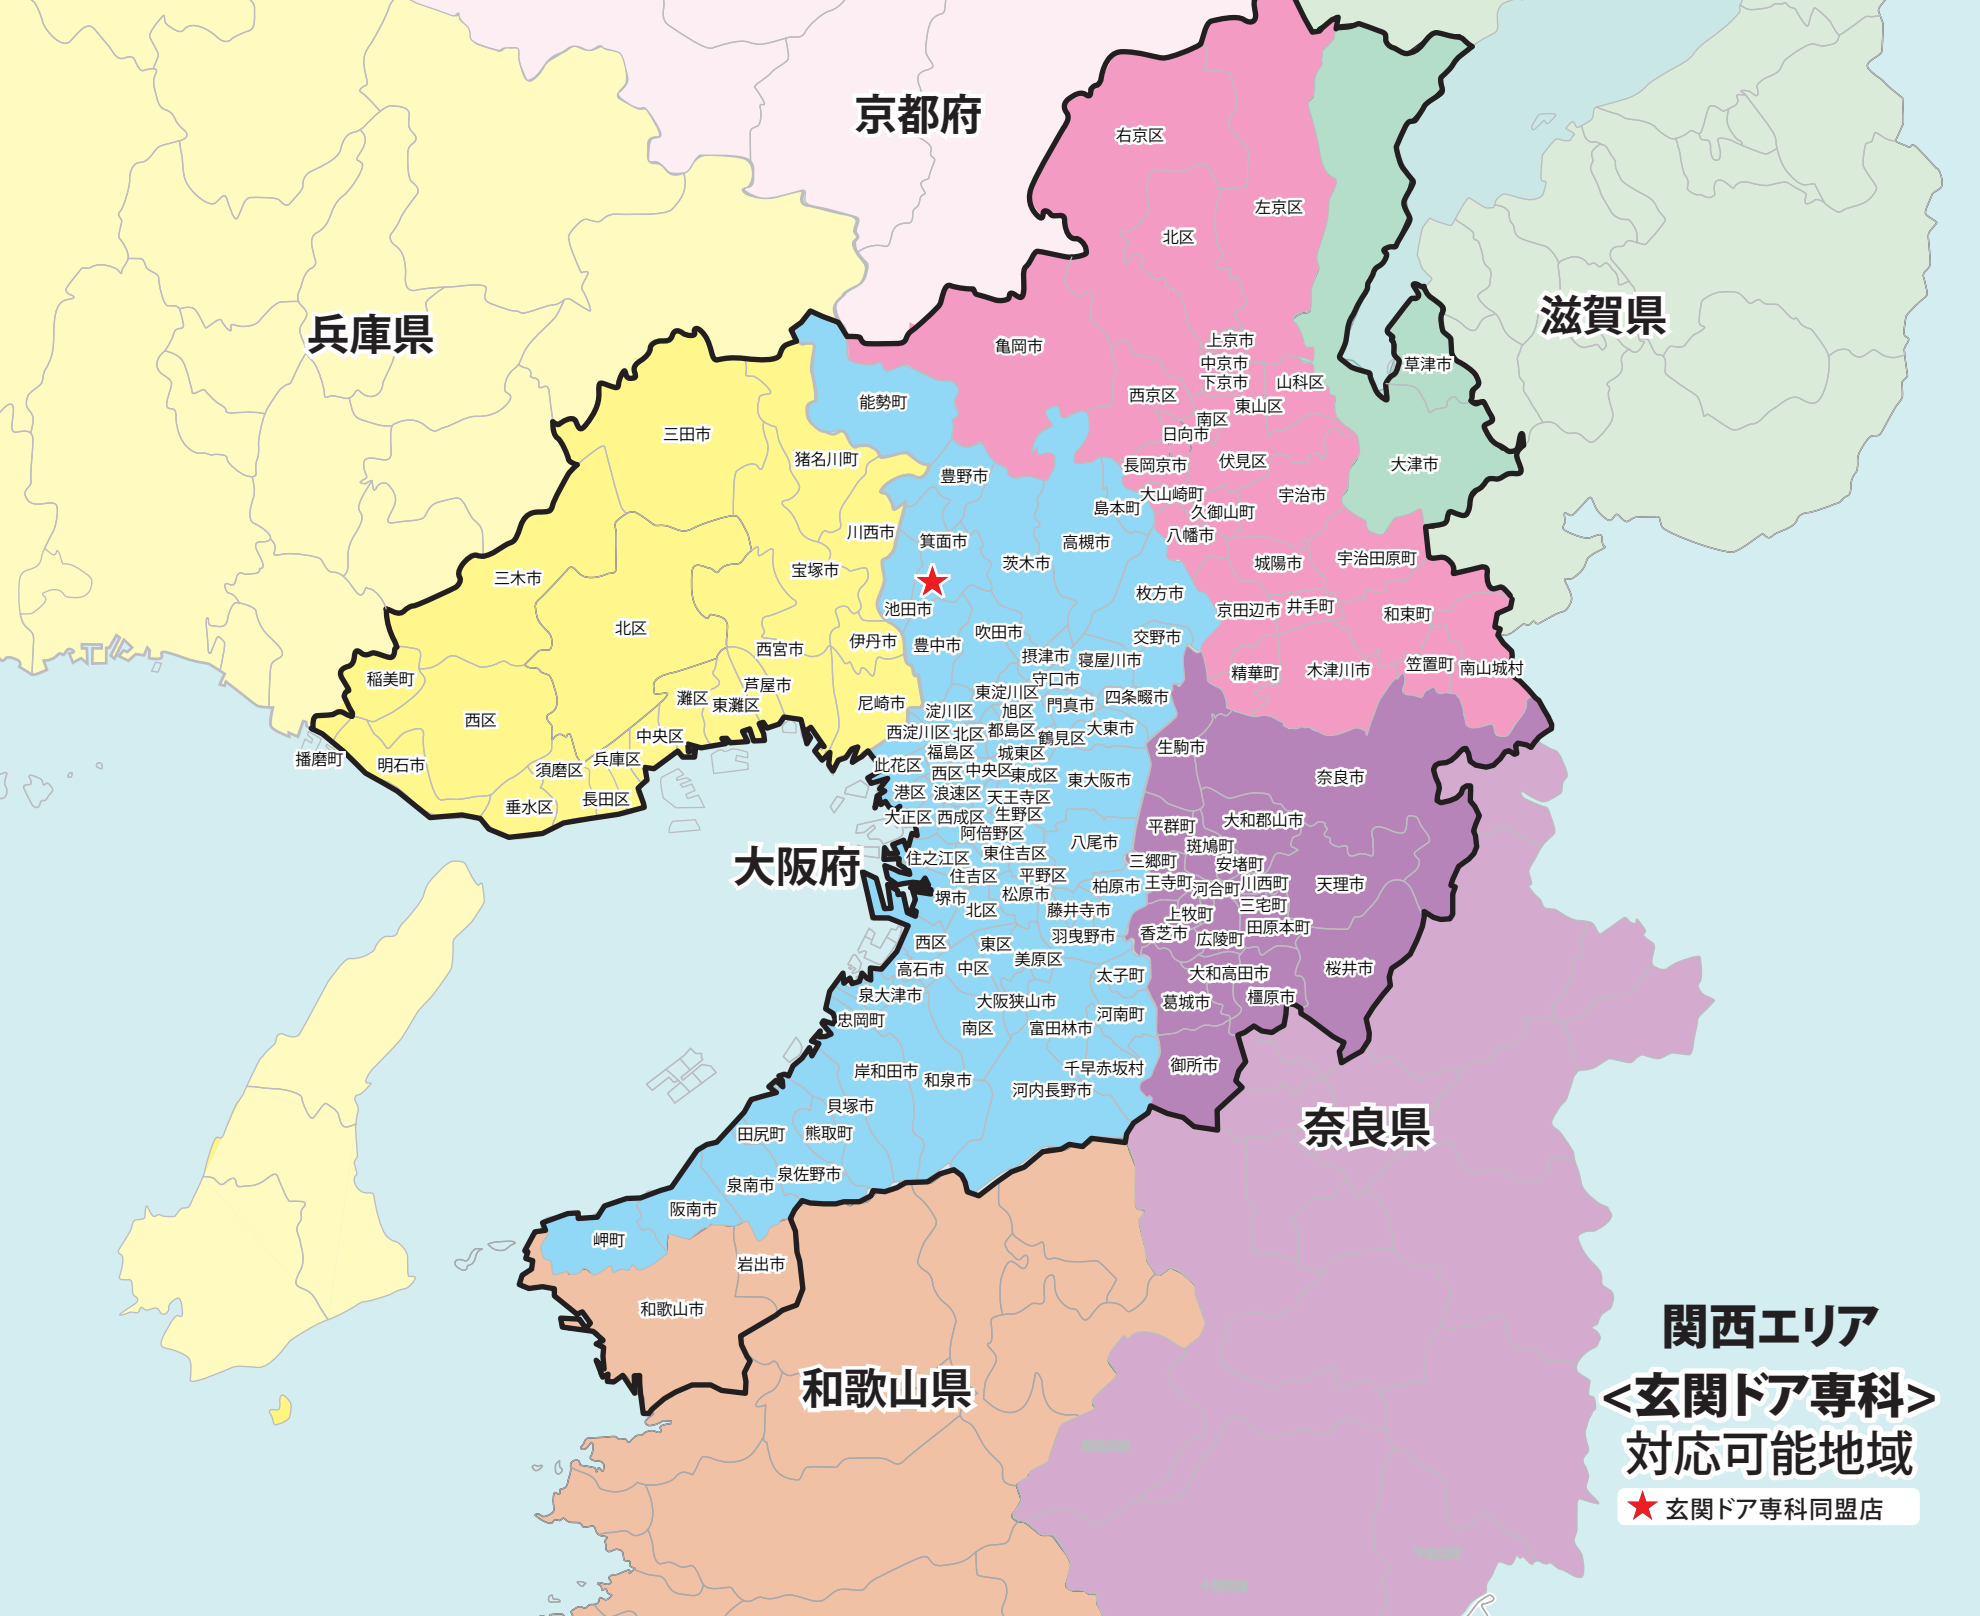 京都府
兵庫県
滋賀県
大阪府
奈良県
和歌山県
右京区
左京区
北区
亀岡市
上京市
中京市
下京市
山科区
西京区
東山区
南区
日向市
長岡京市
伏見区
大山崎町
宇治市
久御山町
八幡市
城陽市
宇治田原町
京田辺市
井手町
和束町
精華町
木津川市
笠置町
南山城村
草津市
大津市
能勢町
豊野市
島本町
箕面市
茨木市
高槻市
枚方市
池田市
豊中市
吹田市
交野市
摂津市
寝屋川市
守口市
東淀川区
四条畷市
淀川区
旭区
門真市
西淀川区
北区
都島区
鶴見区
大東市
福島区
城東区
此花区
西区
中央区
東成区
東大阪市
港区
浪速区
天王寺区
大正区
西成区
生野区
阿倍野区
八尾市
住之江区
東住吉区
住吉区
平野区
柏原市
堺市
松原市
北区
藤井寺市
西区
東区
羽曳野市
高石市
中区
美原区
太子町
泉大津市
大阪狭山市
忠岡町
南区
富田林市
河南町
岸和田市
和泉市
千早赤坂村
河内長野市
貝塚市
田尻町
熊取町
泉佐野市
泉南市
阪南市
岬町
三田市
猪名川町
川西市
三木市
宝塚市
北区
西宮市
伊丹市
稲美町
芦屋市
灘区
東灘区
尼崎市
西区
中央区
播磨町
明石市
須磨区
兵庫区
垂水区
長田区
生駒市
奈良市
平群町
大和郡山市
斑鳩町
三郷町
安堵町
王寺町
河合町
川西町
天理市
上牧町
三宅町
香芝市
広陵町
田原本町
大和高田市
桜井市
葛城市
橿原市
御所市
岩出市
和歌山市
関西エリア
<玄関ドア専科>
対応可能地域
★ 玄関ドア専科同盟店